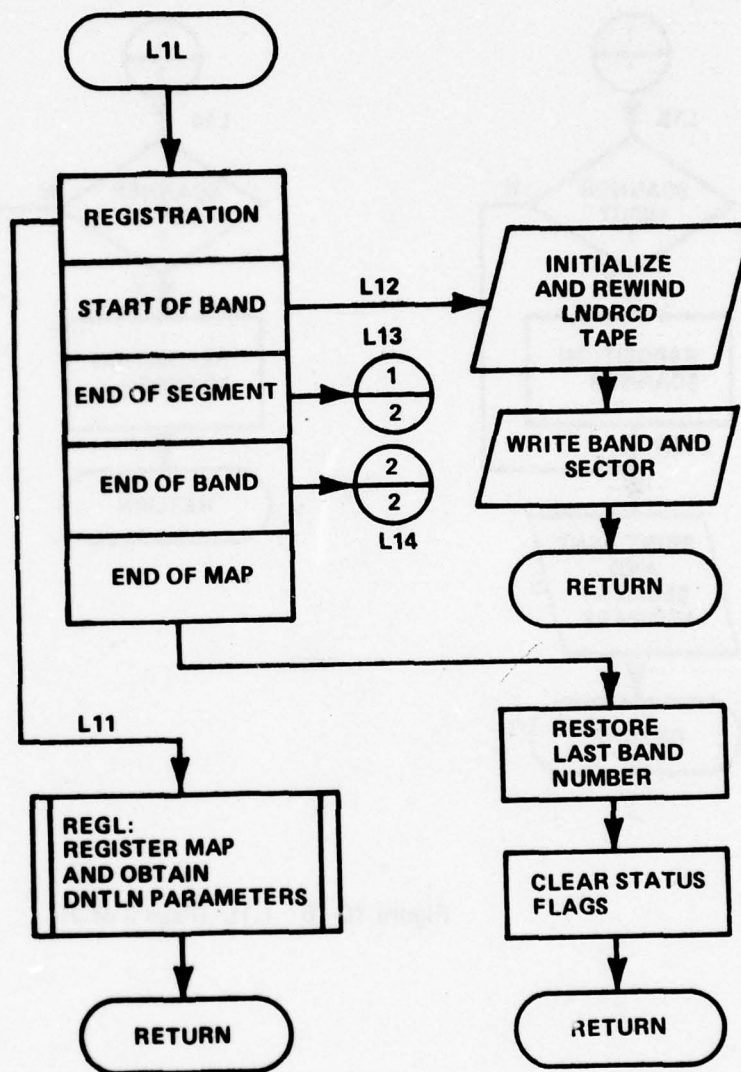 L1L
REGISTRATION
START OF BAND
L12
INITIALIZE
AND REWIND
LNDRCD
TAPE
L13
END OF SEGMENT
1
2
WRITE BAND AND
SECTOR
END OF BAND
2
2
L14
END OF MAP
RETURN
L11
RESTORE
LAST BAND
NUMBER
REGL:
REGISTER MAP
AND OBTAIN
DNTLN PARAMETERS
CLEAR STATUS
FLAGS
RETURN
RETURN